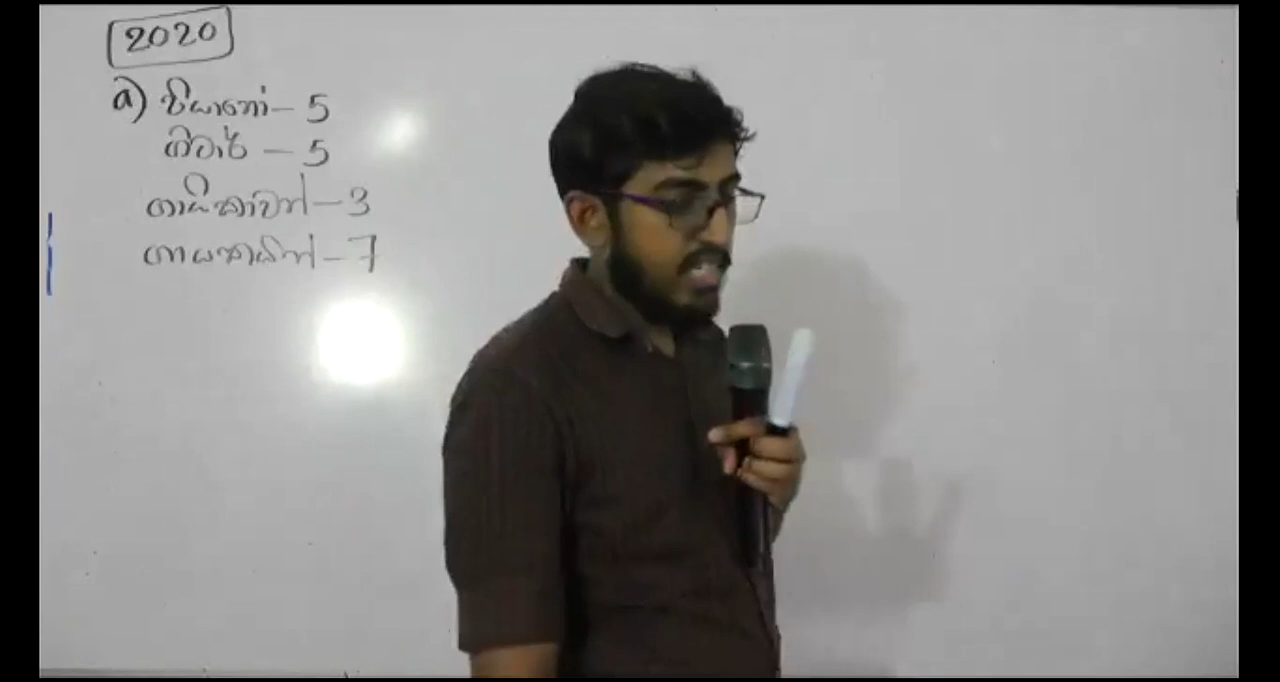 2020
a) පියානෝ – 5
ගිටාර් – 5
ගායිකාවන් – 3
ගායකයින් – 7